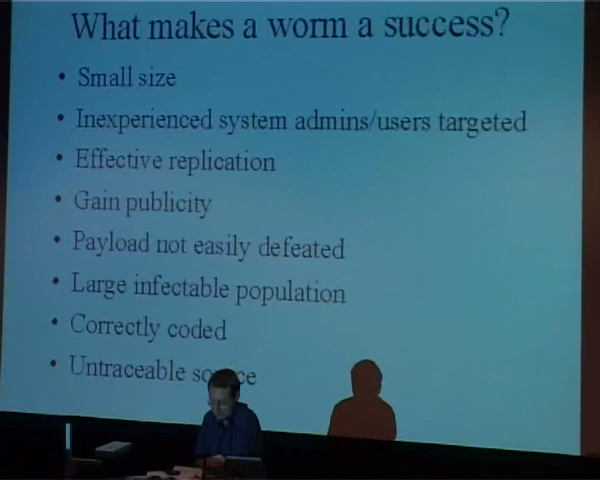 What makes a worm a success?
• Small size
• Inexperienced system admins/users targeted
• Effective replication
• Gain publicity
• Payload not easily defeated
• Large infectable population
• Correctly coded
• Untraceable